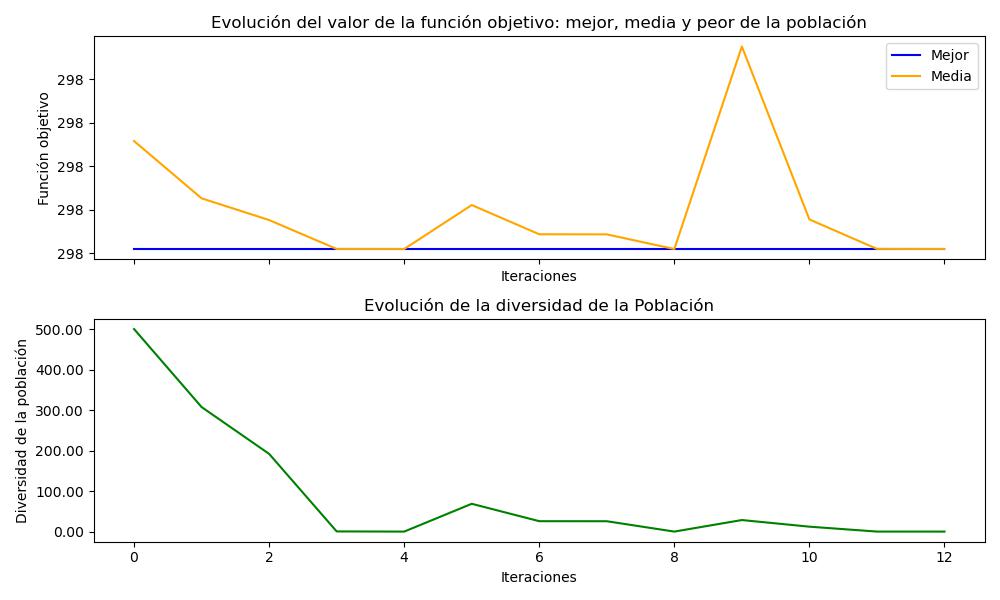 Evolución del valor de la función objetivo: mejor, media y peor de la población
Función objetivo
298
298
298
298
298
Mejor
Media
Iteraciones
Evolución de la diversidad de la Población
Diversidad de la población
500.00
400.00
300.00
200.00
100.00
0.00
0 2 4 6 8 10 12
Iteraciones